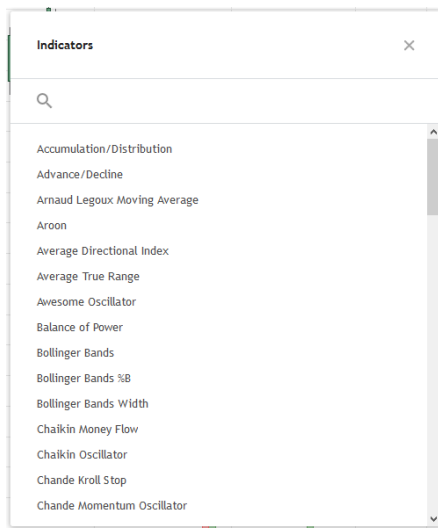 Indicators
Accumulation/Distribution
Advance/Decline
Arnaud Legoux Moving Average
Aroon
Average Directional Index
Average True Range
Awesome Oscillator
Balance of Power
Bollinger Bands
Bollinger Bands %B
Bollinger Bands Width
Chaikin Money Flow
Chaikin Oscillator
Chande Kroll Stop
Chande Momentum Oscillator